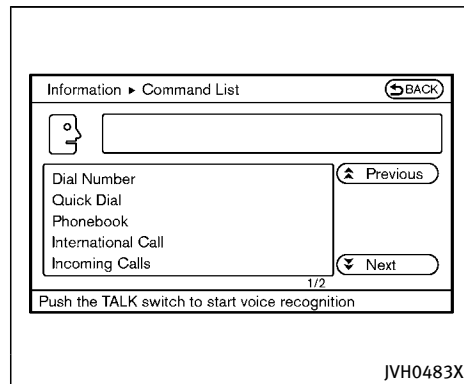 Information ▸ Command List
BACK
Dial Number
Previous
Quick Dial
Phonebook
International Call
Incoming Calls
Next
1/2
Push the TALK switch to start voice recognition
JVH0483X